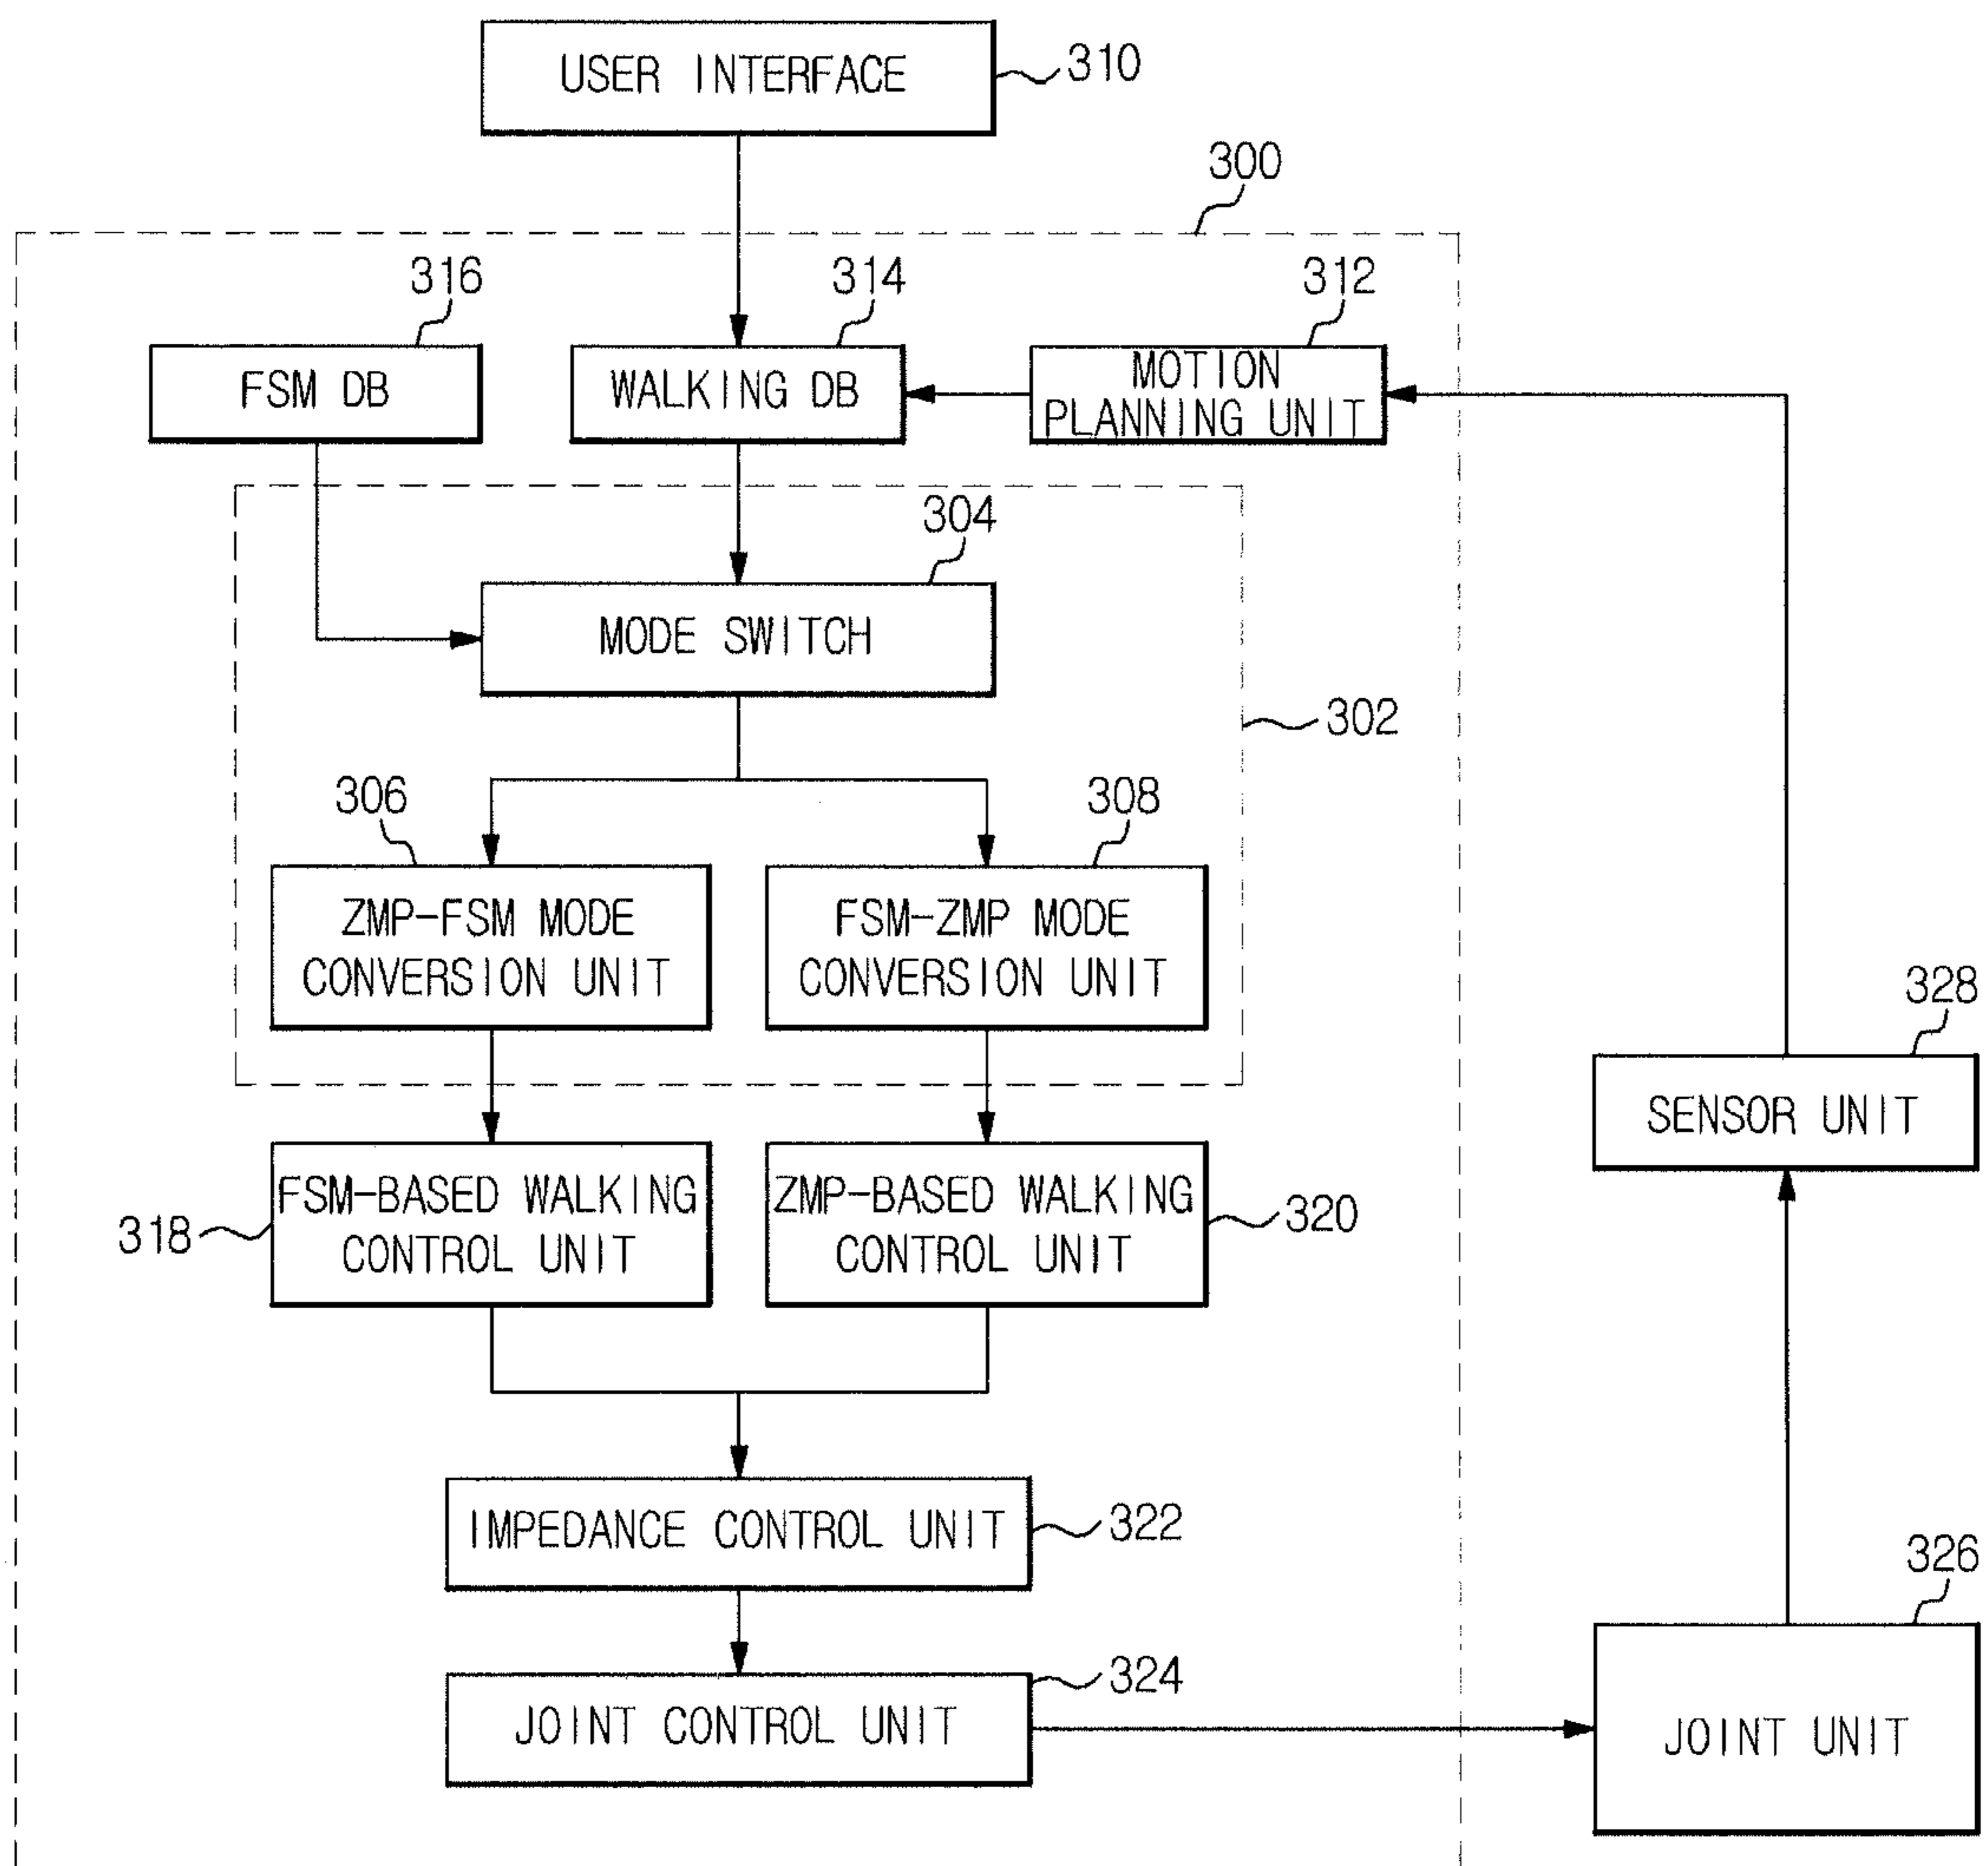 USER INTERFACE
310
300
316
314
312
FSM DB
WALKING DB
MOTION
PLANNING UNIT
304
MODE SWITCH
302
306
308
ZMP-FSM MODE
CONVERSION UNIT
FSM-ZMP MODE
CONVERSION UNIT
328
SENSOR UNIT
318
FSM-BASED WALKING
CONTROL UNIT
ZMP-BASED WALKING
CONTROL UNIT
320
IMPEDANCE CONTROL UNIT
322
326
324
JOINT CONTROL UNIT
JOINT UNIT